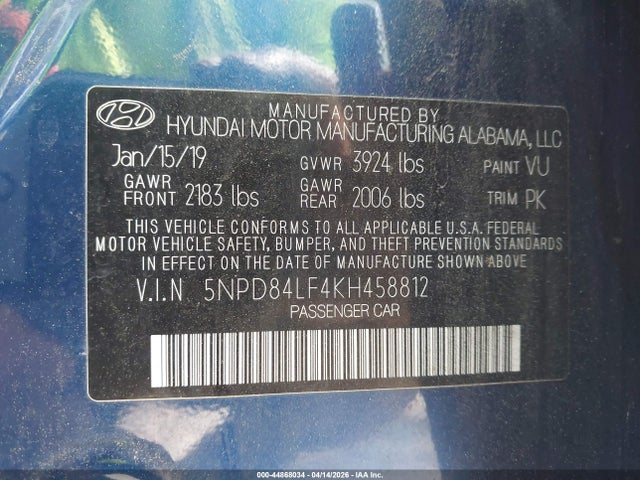 MANUFACTURED BY
HYUNDAI MOTOR MANUFACTURING ALABAMA, LLC
Jan/15/19 GVWR 3924 lbs PAINT VU
GAWR FRONT 2183 lbs GAWR REAR 2006 lbs TRIM PK
THIS VEHICLE CONFORMS TO ALL APPLICABLE U.S.A. FEDERAL
MOTOR VEHICLE SAFETY, BUMPER, AND THEFT PREVENTION STANDARDS
IN EFFECT ON THE DATE OF MANUFACTURE SHOWN ABOVE.
V.I.N 5NPD84LF4KH458812
PASSENGER CAR
000-44868034 - 04/14/2026 - IAA Inc.